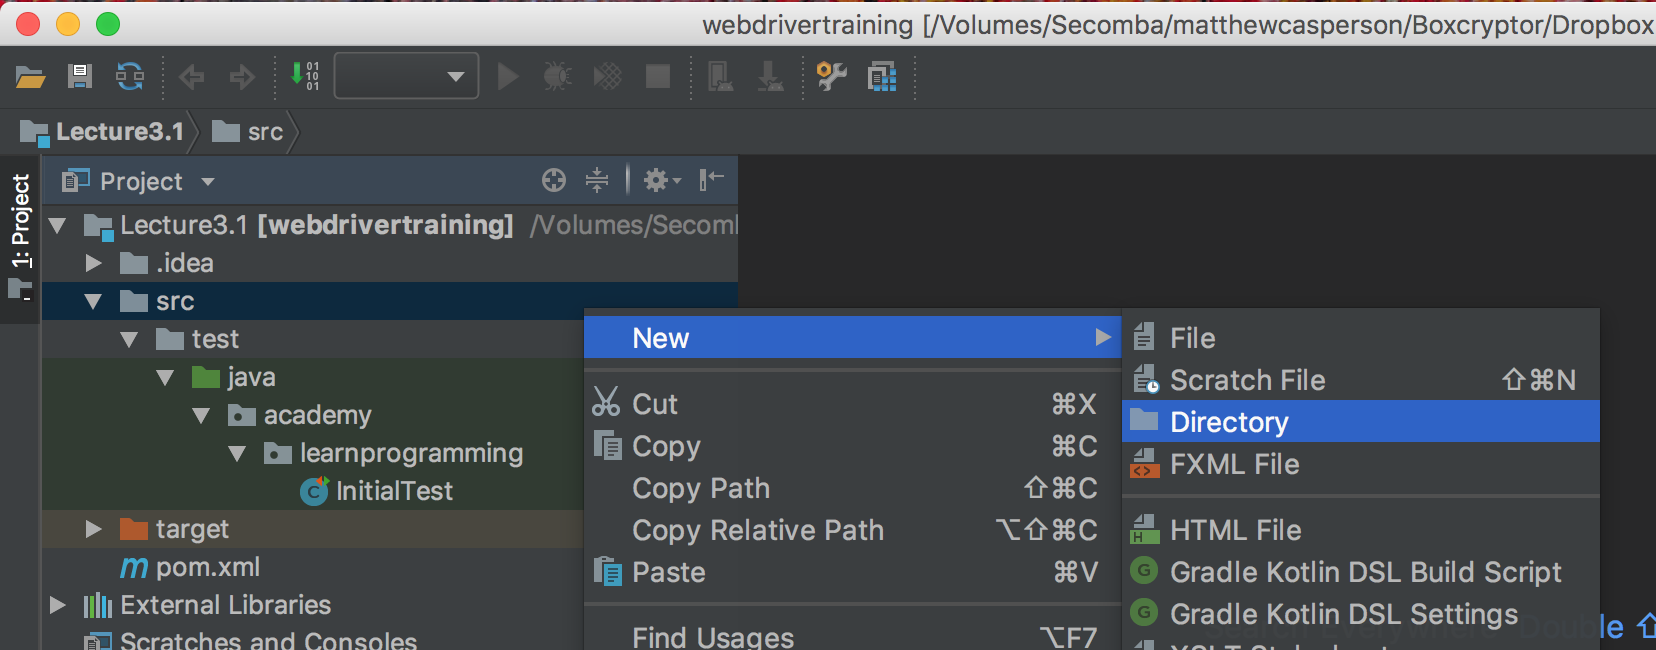 webdrivertraining [/Volumes/Secomba/matthewcasperson/Boxcryptor/Dropbox
Lecture3.1 src
1: Project
Project
Lecture3.1 [webdrivertraining] /Volumes/Secom
.idea
src
test
java
academy
learnprogramming
InitialTest
target
pom.xml
External Libraries
Scratches and Consoles
New
Cut ⌘X
Copy ⌘C
Copy Path ⇧⌘C
Copy Relative Path ⌥⇧⌘C
Paste ⌘V
Find Usages ⌥F7
File
Scratch File ⇧⌘N
Directory
FXML File
HTML File
Gradle Kotlin DSL Build Script
Gradle Kotlin DSL Settings
Search Everywhere Double ⇧